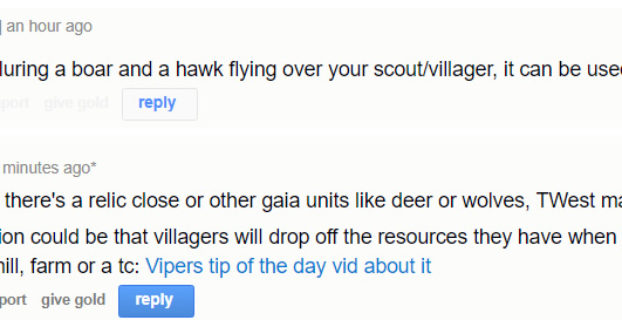 an hour ago
luring a boar and a hawk flying over your scout/villager, it can be used
port give gold reply
minutes ago*
there's a relic close or other gaia units like deer or wolves, TWest ma
ion could be that villagers will drop off the resources they have when
mill, farm or a tc: Vipers tip of the day vid about it
port give gold reply